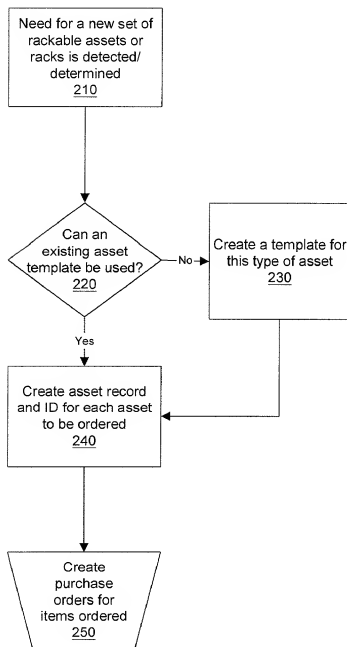 Need for a new set of
rackable assets or
racks is detected/
determined
210
Can an
existing asset
template be used?
220
No
Create a template for
this type of asset
230
Yes
Create asset record
and ID for each asset
to be ordered
240
Create
purchase
orders for
items ordered
250